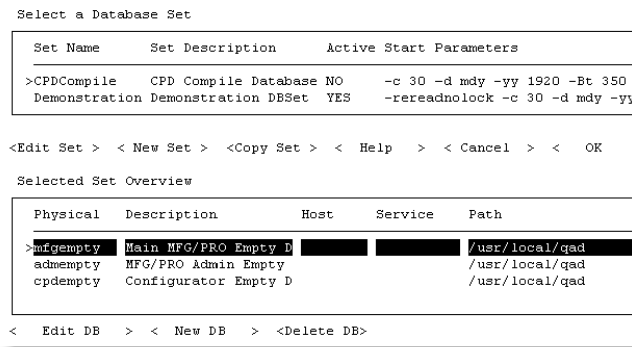 Select a Database Set
Set Name Set Description Active Start Parameters
>CPDCompile CPD Compile Database NO -c 30 -d mdy -yy 1920 -Bt 350
Demonstration Demonstration DBSet YES -rereadnolock -c 30 -d mdy -yy
<Edit Set > < New Set > <Copy Set > < Help > < Cancel > < OK
Selected Set Overview
Physical Description Host Service Path
>mfgempty Main MFG/PRO Empty D /usr/local/qad
admempty MFG/PRO Admin Empty /usr/local/qad
cpdempty Configurator Empty D /usr/local/qad
< Edit DB > < New DB > <Delete DB>